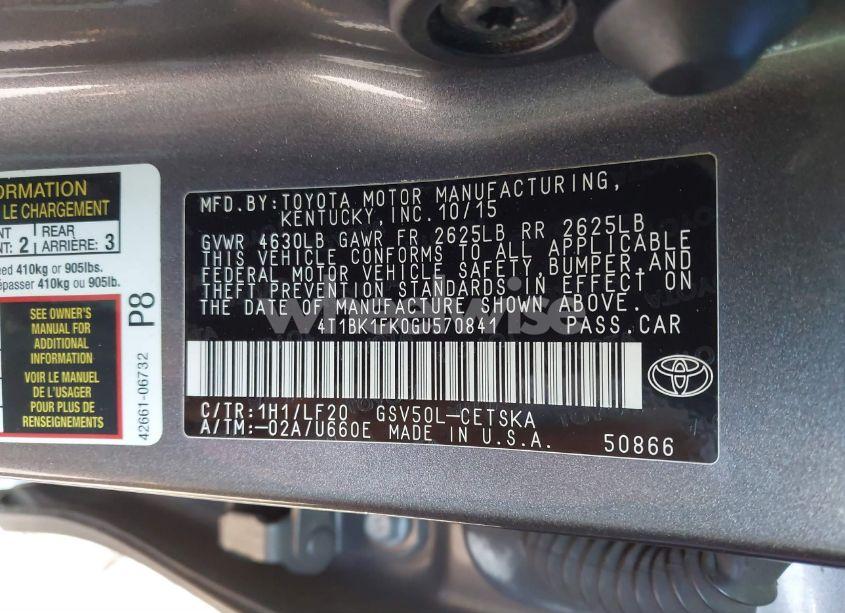 ORMATION
LE CHARGEMENT
NT: 2 REAR
ARRIÈRE: 3
eed 410kg or 905lbs.
épasser 410kg ou 905lb.
SEE OWNER'S
MANUAL FOR
ADDITIONAL
INFORMATION
VOIR LE MANUEL
DE L'USAGER
POUR PLUS DE
RENSEIGNEMENTS
P8
42661-06732
MFD.BY:TOYOTA MOTOR MANUFACTURING,
KENTUCKY, INC.10/15
GVWR 4630LB GAWR FR 2625LB RR 2625LB
THIS VEHICLE CONFORMS TO ALL APPLICABLE
FEDERAL MOTOR VEHICLE SAFETY,BUMPER,AND
THEFT PREVENTION STANDARDS IN EFFECT ON
THE DATE OF MANUFACTURE SHOWN ABOVE.
4T1BK1FK0GU570841 PASS.CAR
C/TR:1H1/LF20 GSV50L-CETSKA
A/TM:-02A/U660E MADE IN U.S.A. 50866